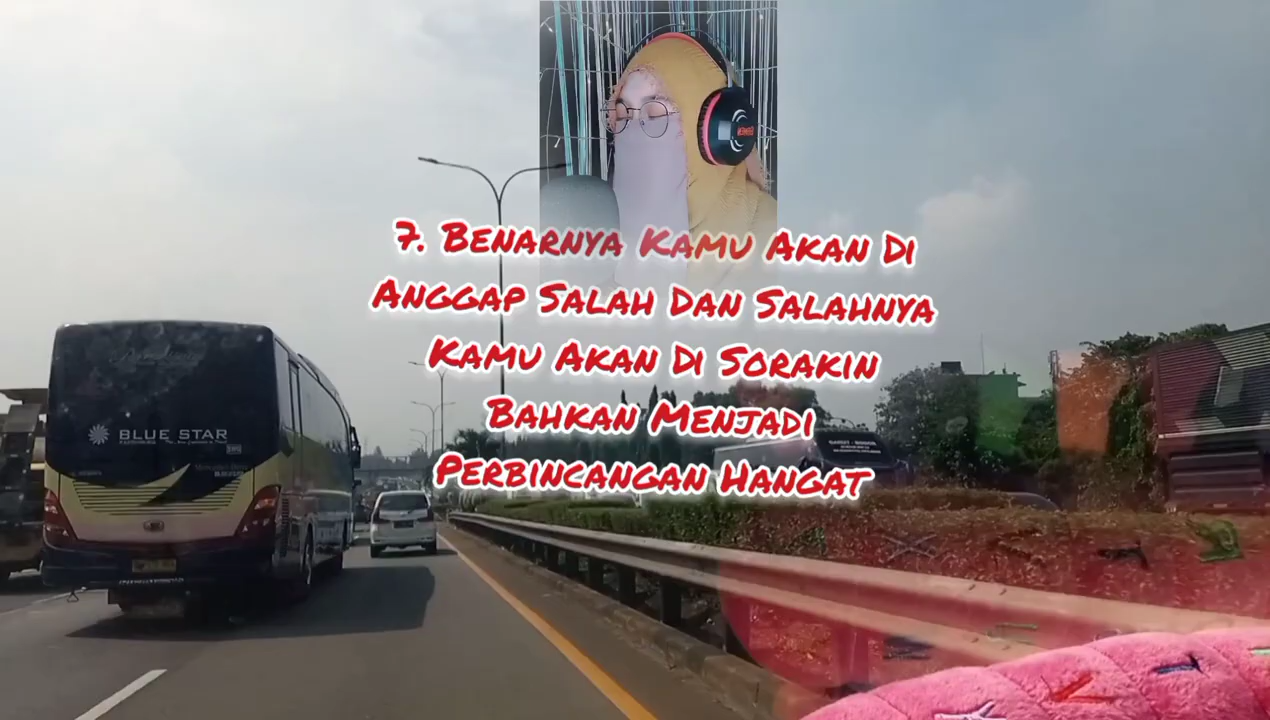 7. Benarnya Kamu Akan Di
Anggap Salah Dan Salahnya
Kamu Akan Di Sorakin
Bahkan Menjadi
Perbincangan Hangat
BLUE STAR